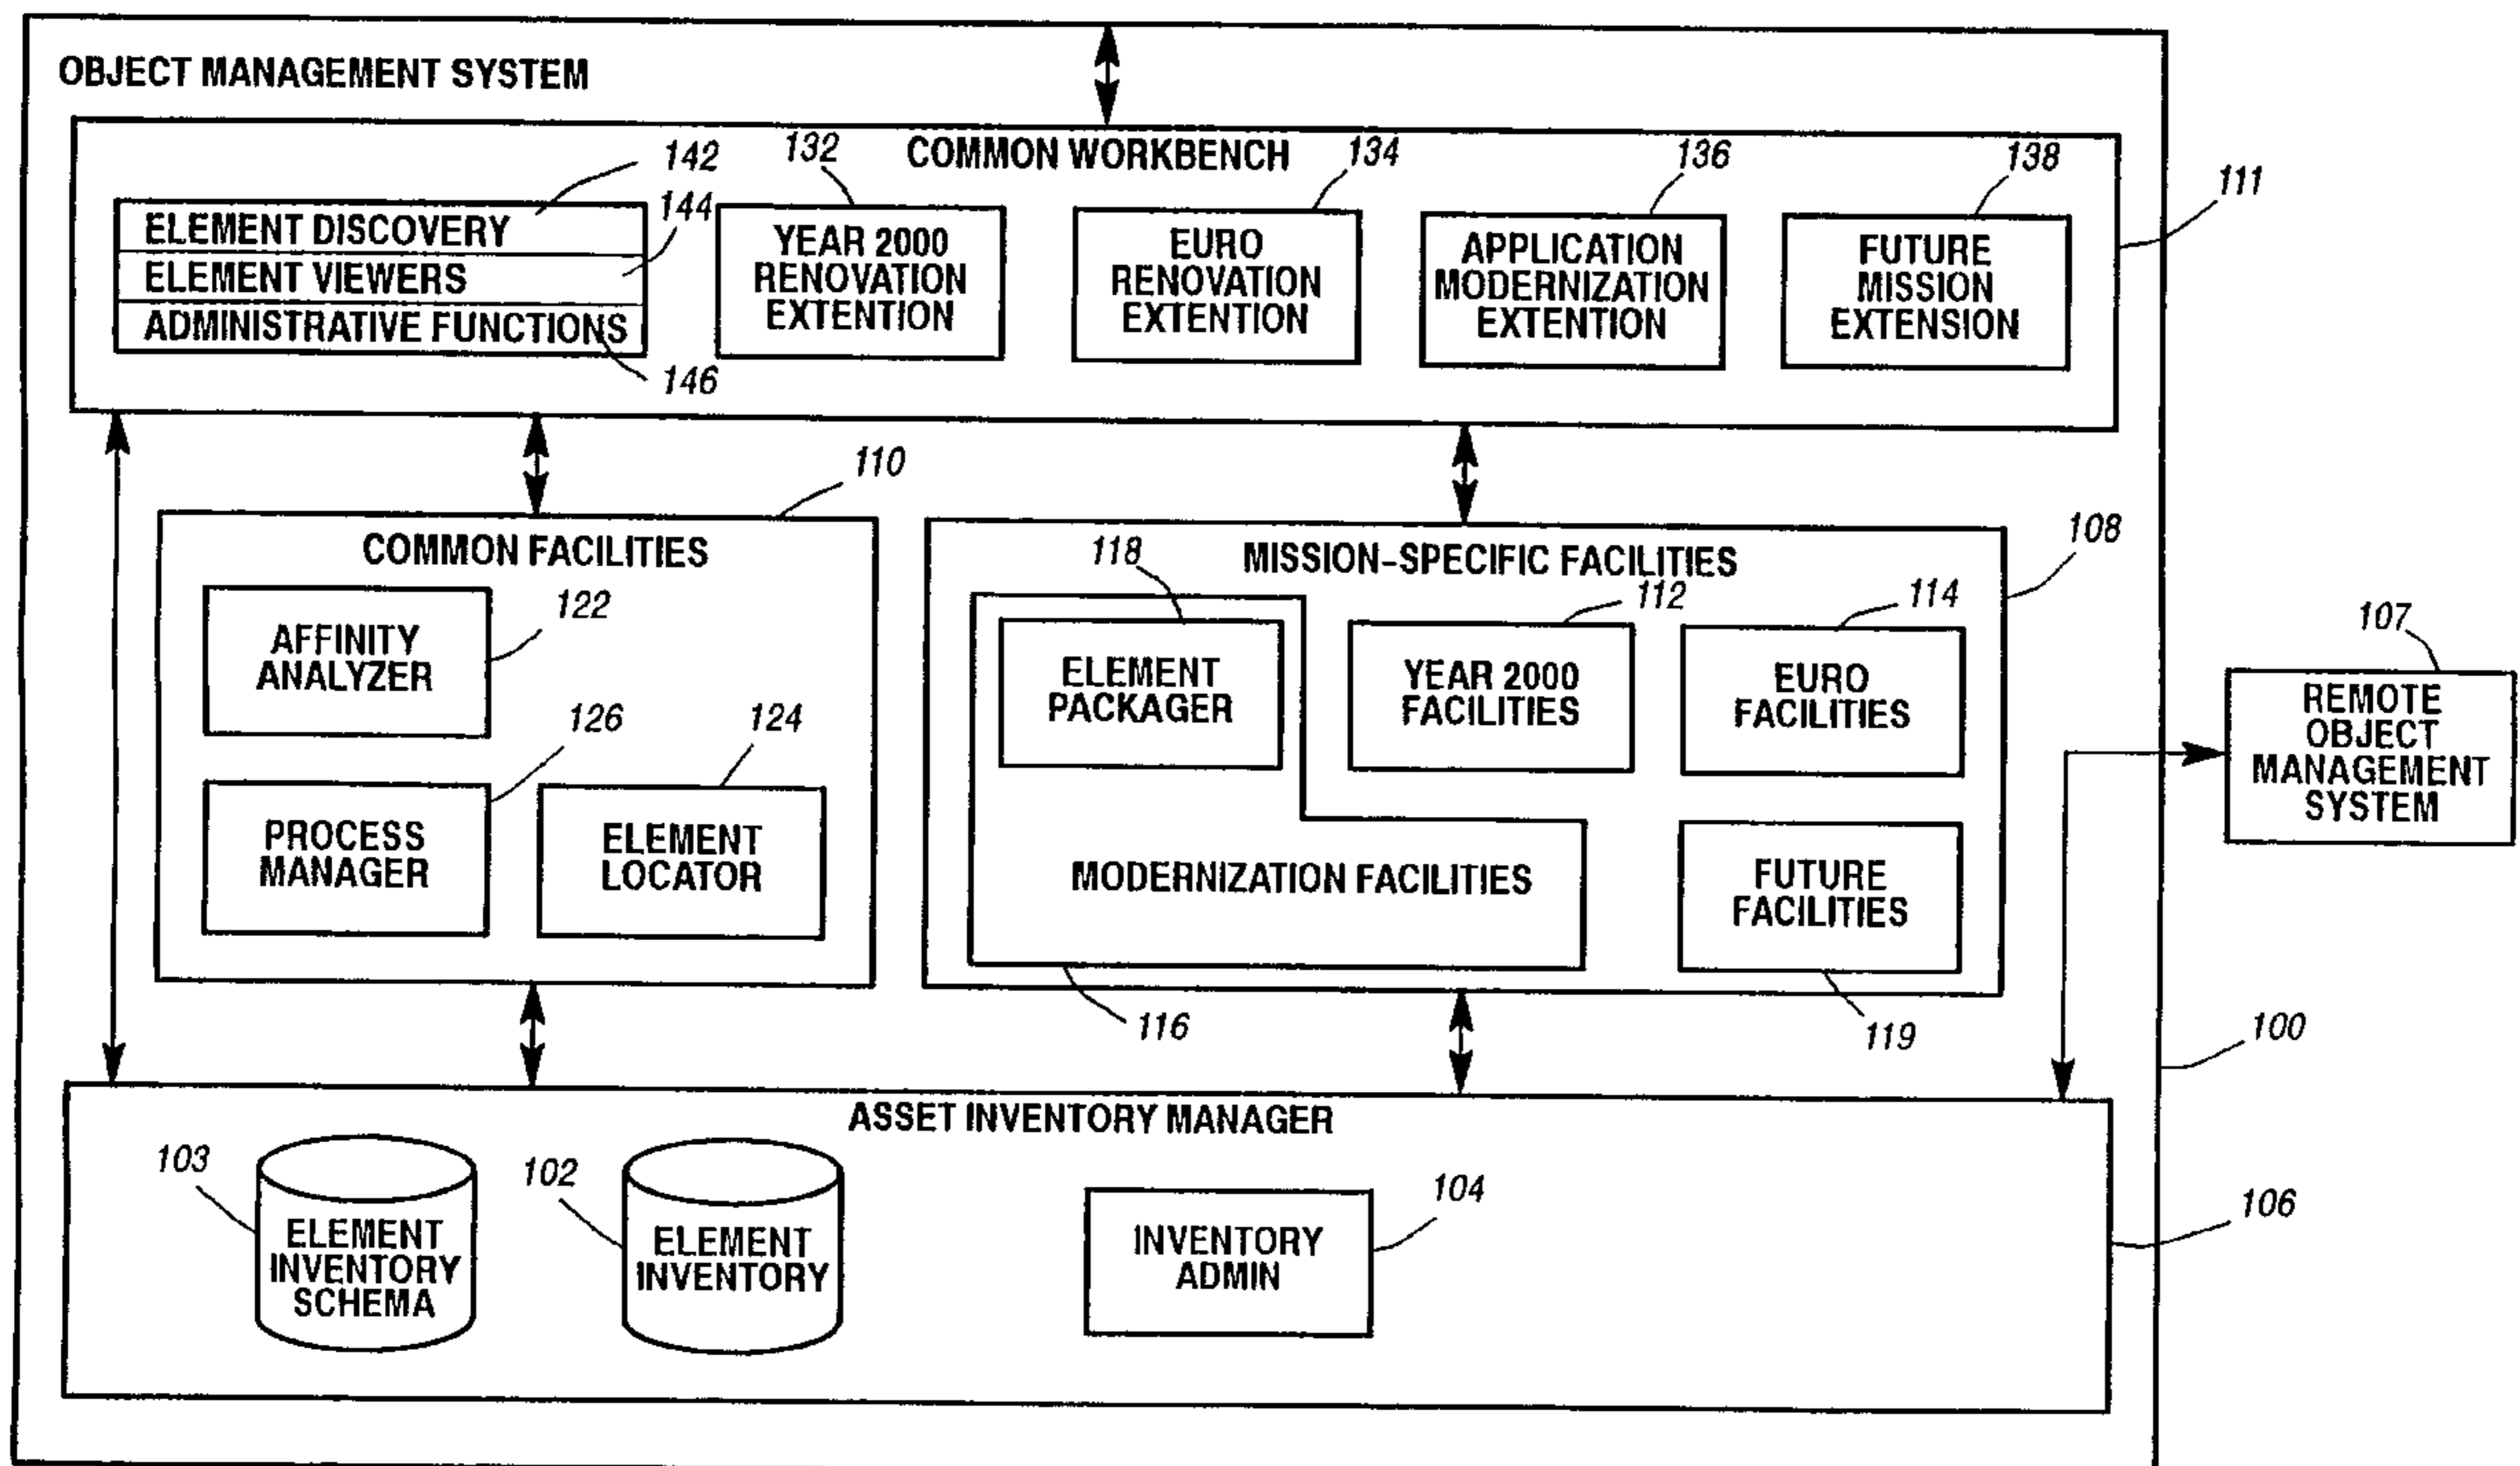 OBJECT MANAGEMENT SYSTEM
COMMON WORKBENCH
142
132
134
136
138
111
144
ELEMENT DISCOVERY
ELEMENT VIEWERS
ADMINISTRATIVE FUNCTIONS
146
YEAR 2000
RENOVATION
EXTENTION
EURO
RENOVATION
EXTENTION
APPLICATION
MODERNIZATION
EXTENTION
FUTURE
MISSION
EXTENSION
110
COMMON FACILITIES
122
AFFINITY
ANALYZER
126
124
PROCESS
MANAGER
ELEMENT
LOCATOR
108
MISSION-SPECIFIC FACILITIES
118
112
114
ELEMENT
PACKAGER
YEAR 2000
FACILITIES
EURO
FACILITIES
MODERNIZATION FACILITIES
FUTURE
FACILITIES
116
119
107
REMOTE
OBJECT
MANAGEMENT
SYSTEM
100
ASSET INVENTORY MANAGER
103
102
104
106
ELEMENT
INVENTORY
SCHEMA
ELEMENT
INVENTORY
INVENTORY
ADMIN